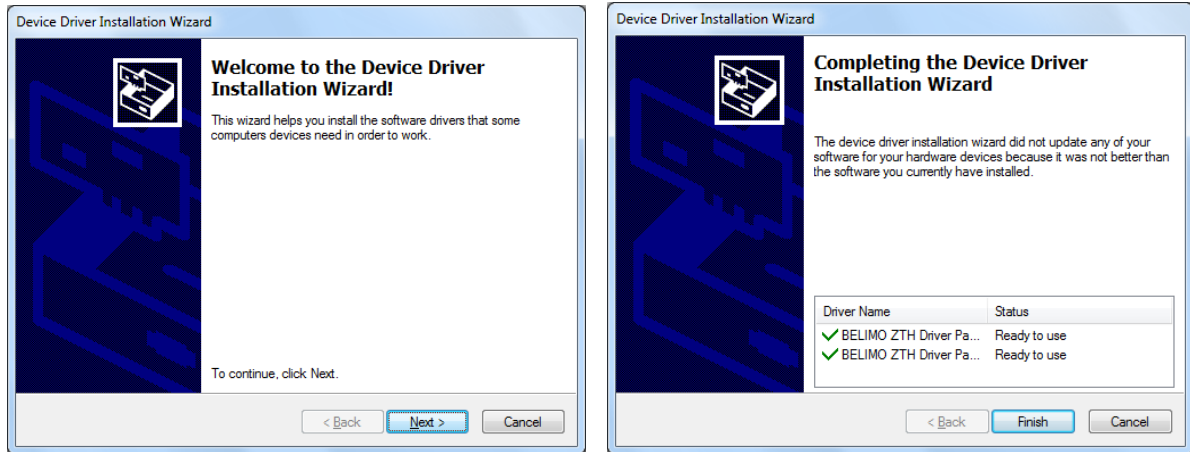 Device Driver Installation Wizard
Welcome to the Device Driver
Installation Wizard!
This wizard helps you install the software drivers that some
computers devices need in order to work.
To continue, click Next.
< Back
Next >
Cancel
Device Driver Installation Wizard
Completing the Device Driver
Installation Wizard
The device driver installation wizard did not update any of your
software for your hardware devices because it was not better than
the software you currently have installed.
Driver Name Status
BELIMO ZTH Driver Pa... Ready to use
BELIMO ZTH Driver Pa... Ready to use
< Back
Finish
Cancel